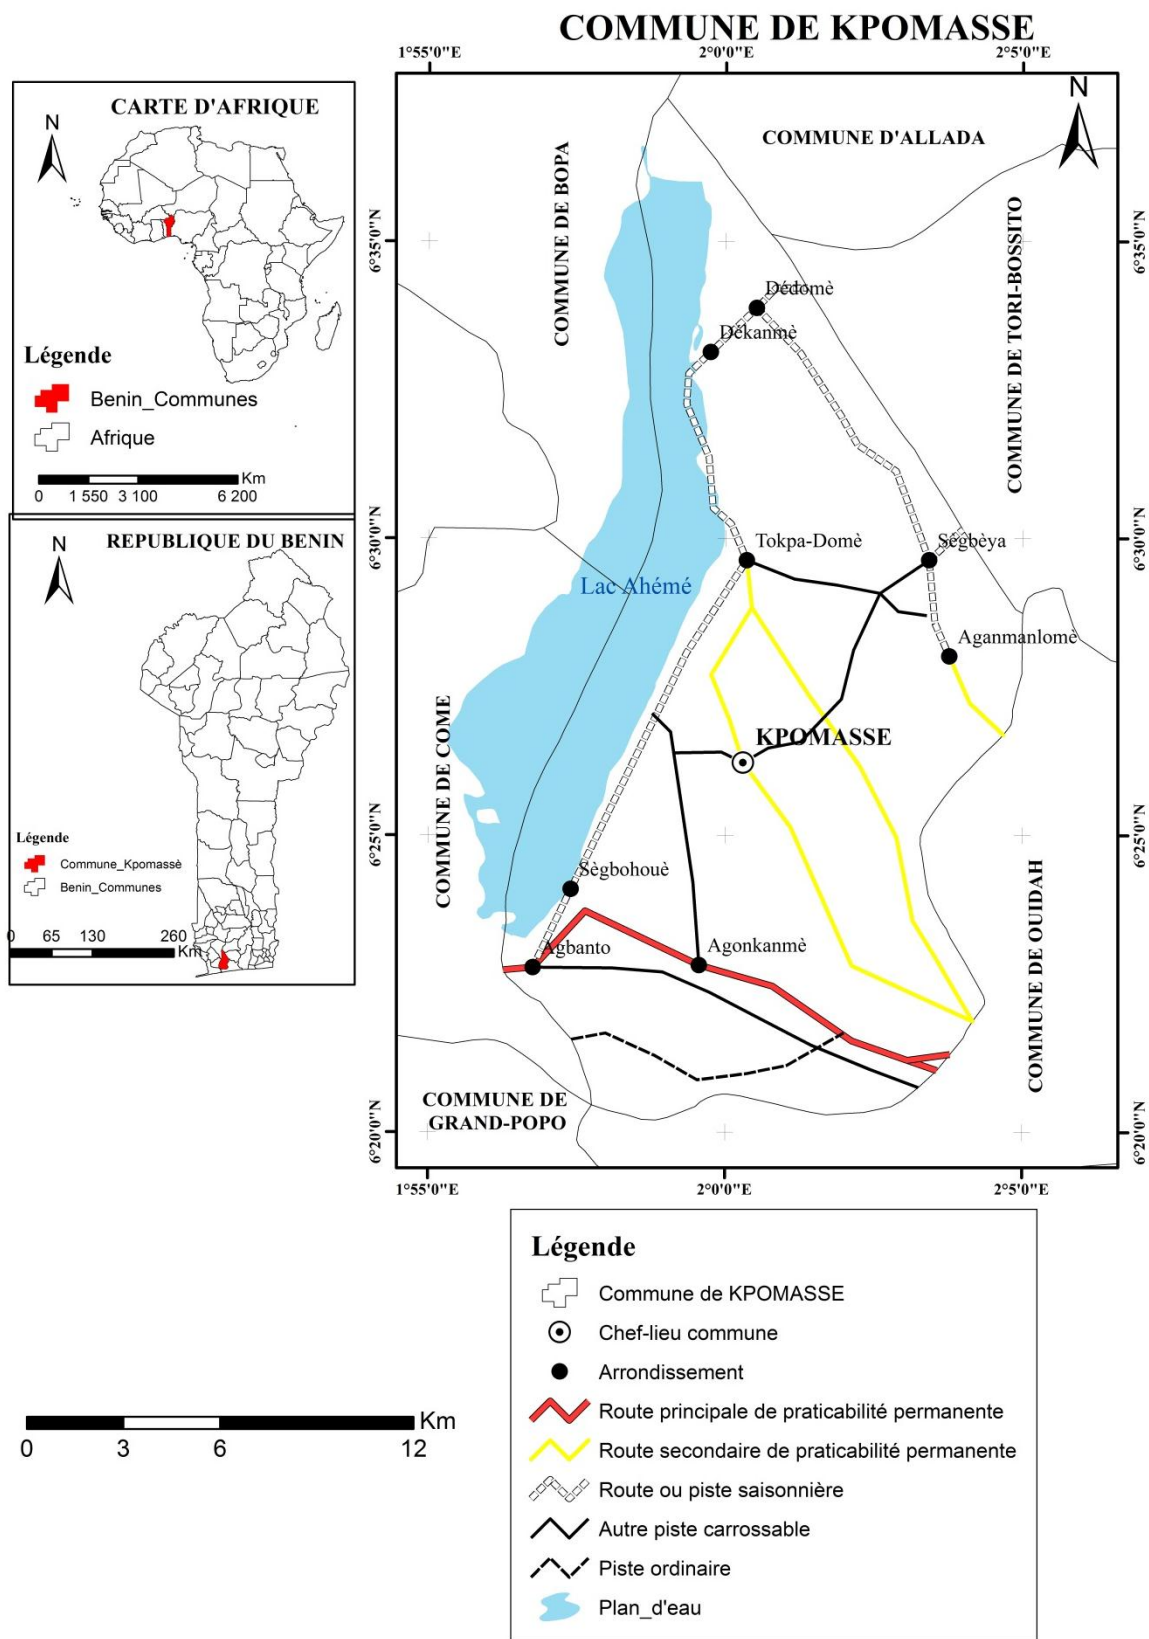 COMMUNE DE KPOMASSE
1°55'0"E 2°0'0"E 2°5'0"E
CARTE D'AFRIQUE
N
Légende
Benin_Communes
Afrique
Km
0 1 550 3 100 6 200
REPUBLIQUE DU BENIN
N
Légende
Commune_Kpomassè
Benin_Communes
0 65 130 260
Km
N
COMMUNE D'ALLADA
COMMUNE DE BOPA
COMMUNE DE TORI-BOSSITO
6°35'0"N 6°35'0"N
Dédomè
Dékanmè
6°30'0"N 6°30'0"N
Tokpa-Domè
Sègbèya
Lac Ahémé
Aganmanlomè
KPOMASSE
COMMUNE DE COME
6°25'0"N 6°25'0"N
Sègbohouè
Agbanto
Agonkanmè
COMMUNE DE OUIDAH
COMMUNE DE
GRAND-POPO
6°20'0"N 6°20'0"N
1°55'0"E 2°0'0"E 2°5'0"E
Légende
Commune de KPOMASSE
Chef-lieu commune
Arrondissement
Route principale de praticabilité permanente
Route secondaire de praticabilité permanente
Route ou piste saisonnière
Autre piste carrossable
Piste ordinaire
Plan_d'eau
Km
0 3 6 12